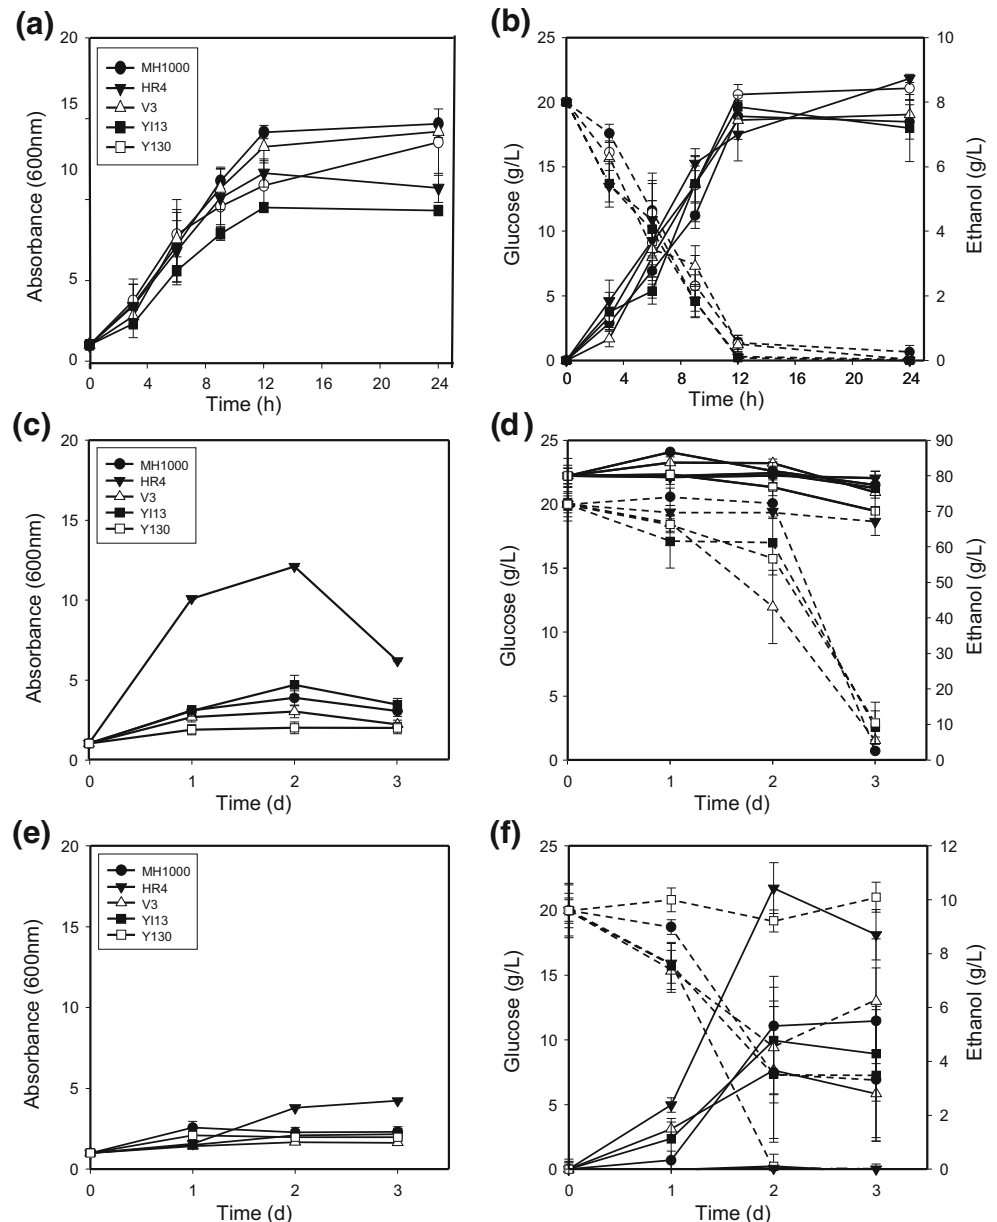 (a)
20
15
10
5
0
Absorbance (600nm)
MH1000
HR4
V3
YI13
Y130
0 4 8 12 16 20 24
Time (h)
(b)
25
20
15
10
5
0
Glucose (g/L)
10
8
6
4
2
0
Ethanol (g/L)
0 4 8 12 16 20 24
Time (h)
(c)
20
15
10
5
0
Absorbance (600nm)
MH1000
HR4
V3
YI13
Y130
0 1 2 3
Time (d)
(d)
25
20
15
10
5
0
Glucose (g/L)
90
80
70
60
50
40
30
20
10
0
Ethanol (g/L)
0 1 2 3
Time (d)
(e)
20
15
10
5
0
Absorbance (600nm)
MH1000
HR4
V3
YI13
Y130
0 1 2 3
Time (d)
(f)
25
20
15
10
5
0
Glucose (g/L)
12
10
8
6
4
2
0
Ethanol (g/L)
0 1 2 3
Time (d)